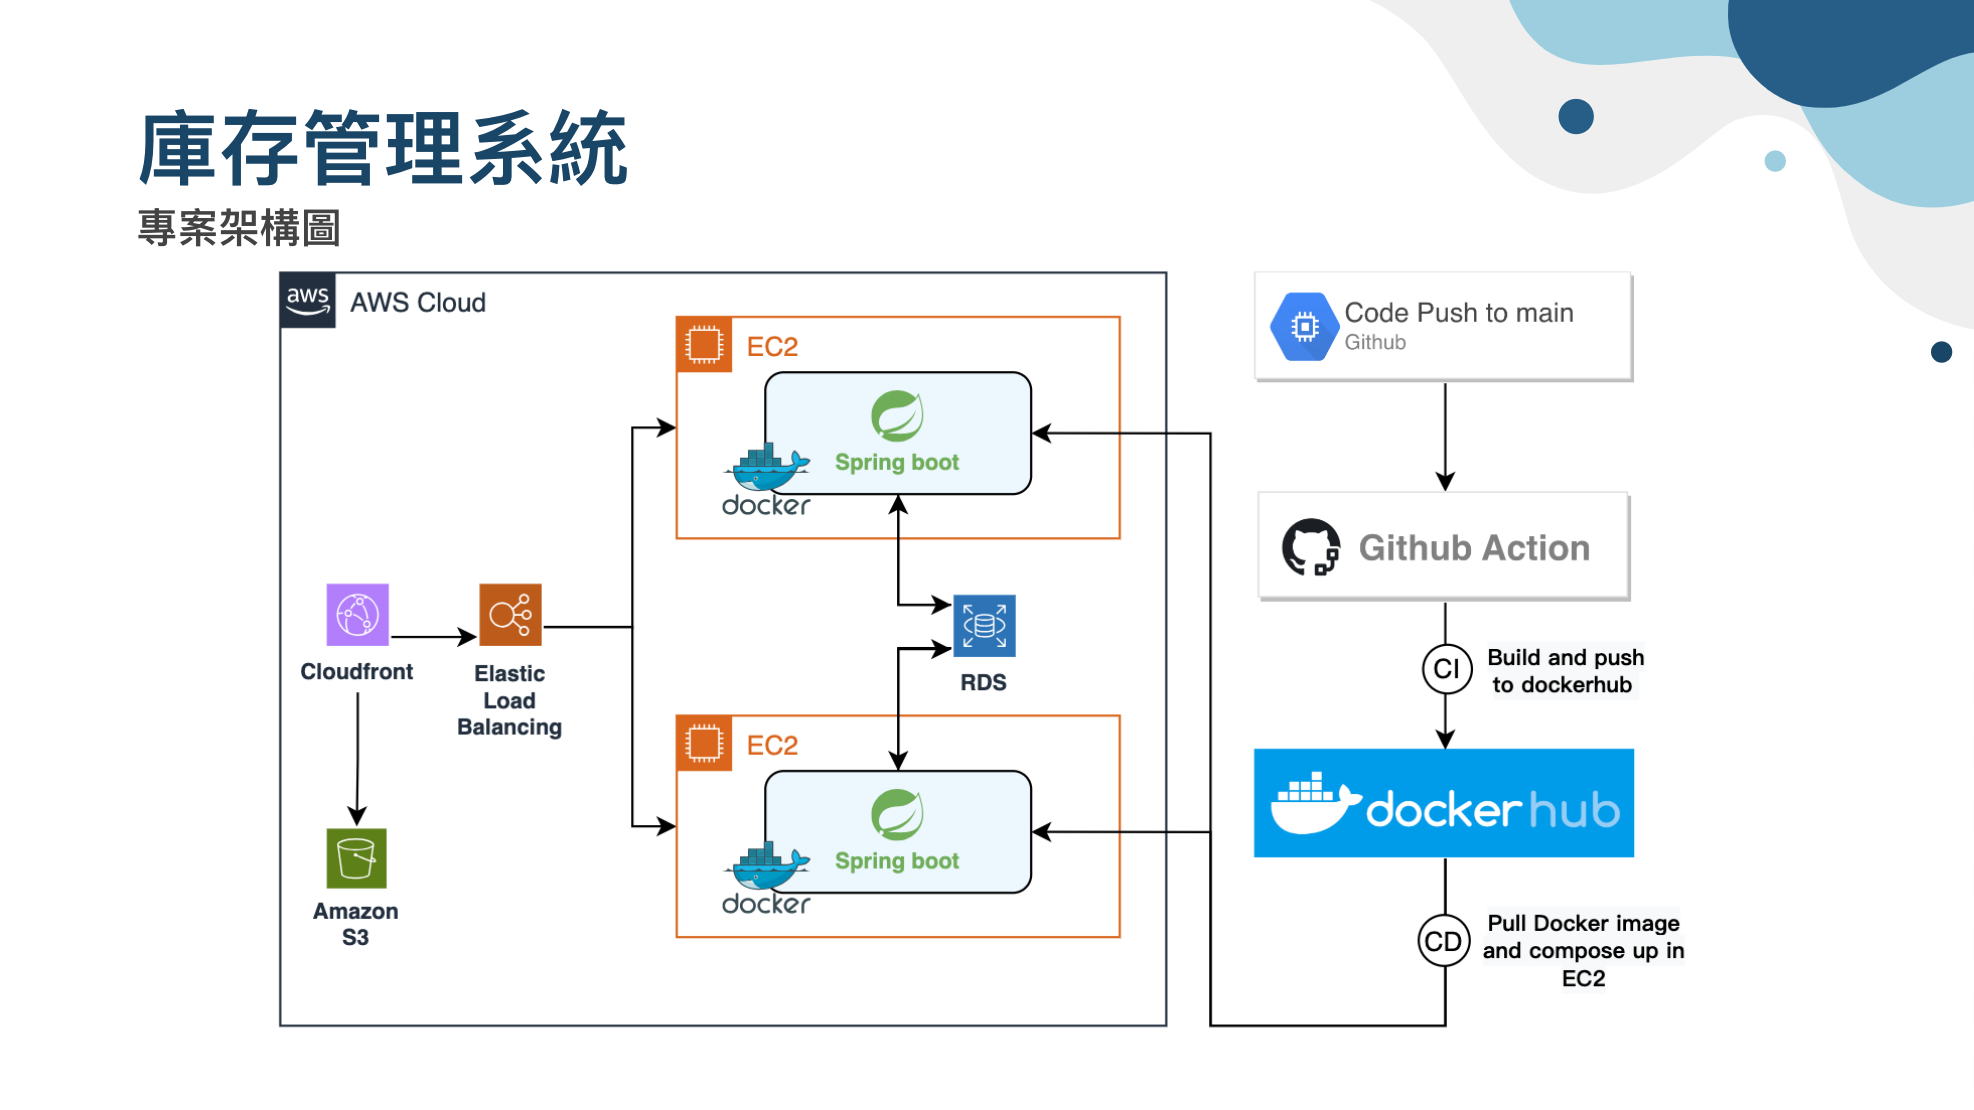 庫存管理系統
專案架構圖
aws
AWS Cloud
EC2
Spring boot
docker
Cloudfront
Elastic
Load
Balancing
RDS
Amazon
S3
EC2
Spring boot
docker
Code Push to main
Github
Github Action
CI
Build and push
to dockerhub
docker hub
CD
Pull Docker image
and compose up in
EC2